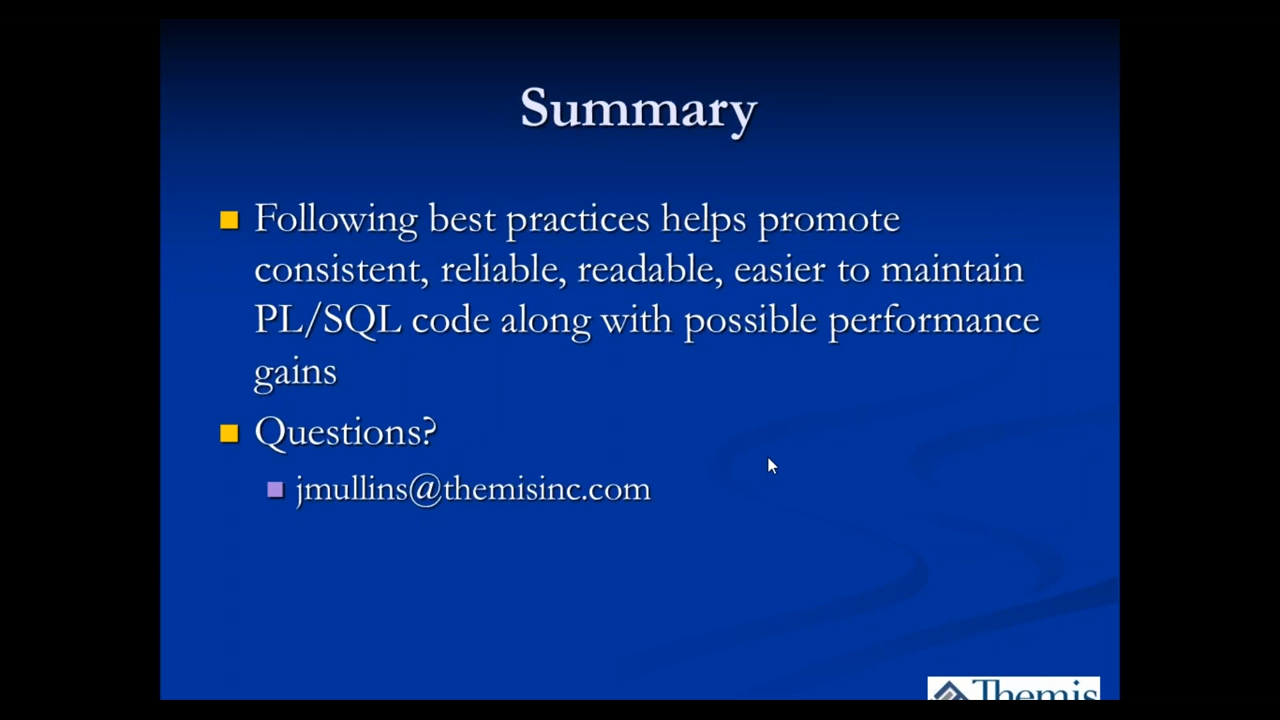 Summary
Following best practices helps promote
consistent, reliable, readable, easier to maintain
PL/SQL code along with possible performance
gains
Questions?
jmullins@themisinc.com
Themis